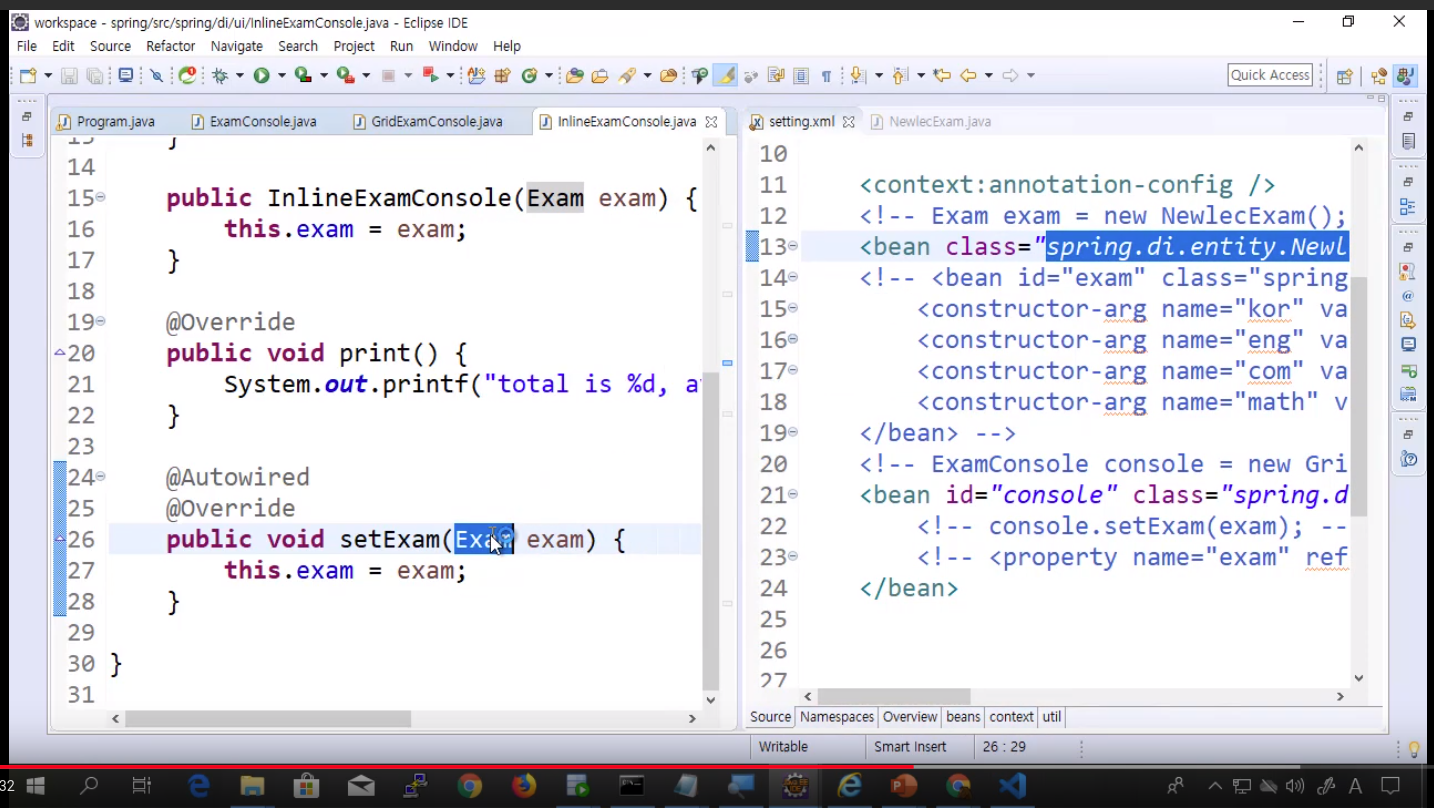 workspace - spring/src/spring/di/ui/InlineExamConsole.java - Eclipse IDE
File Edit Source Refactor Navigate Search Project Run Window Help
Quick Access
Program.java ExamConsole.java GridExamConsole.java InlineExamConsole.java
14
15 public InlineExamConsole(Exam exam) {
16 this.exam = exam;
17 }
18
19 @Override
20 public void print() {
21 System.out.printf("total is %d, a
22 }
23
24 @Autowired
25 @Override
26 public void setExam(Exam exam) {
27 this.exam = exam;
28 }
29
30 }
31
setting.xml NewlecExam.java
10
11 <context:annotation-config />
12 <!-- Exam exam = new NewlecExam();
13 <bean class="spring.di.entity.Newl
14 <!-- <bean id="exam" class="spring
15 <constructor-arg name="kor" va
16 <constructor-arg name="eng" va
17 <constructor-arg name="com" va
18 <constructor-arg name="math" v
19 </bean> -->
20 <!-- ExamConsole console = new Gri
21 <bean id="console" class="spring.d
22 <!-- console.setExam(exam); --
23 <!-- <property name="exam" ref
24 </bean>
25
26
27
Source Namespaces Overview beans context util
Writable Smart Insert 26 : 29
32
A